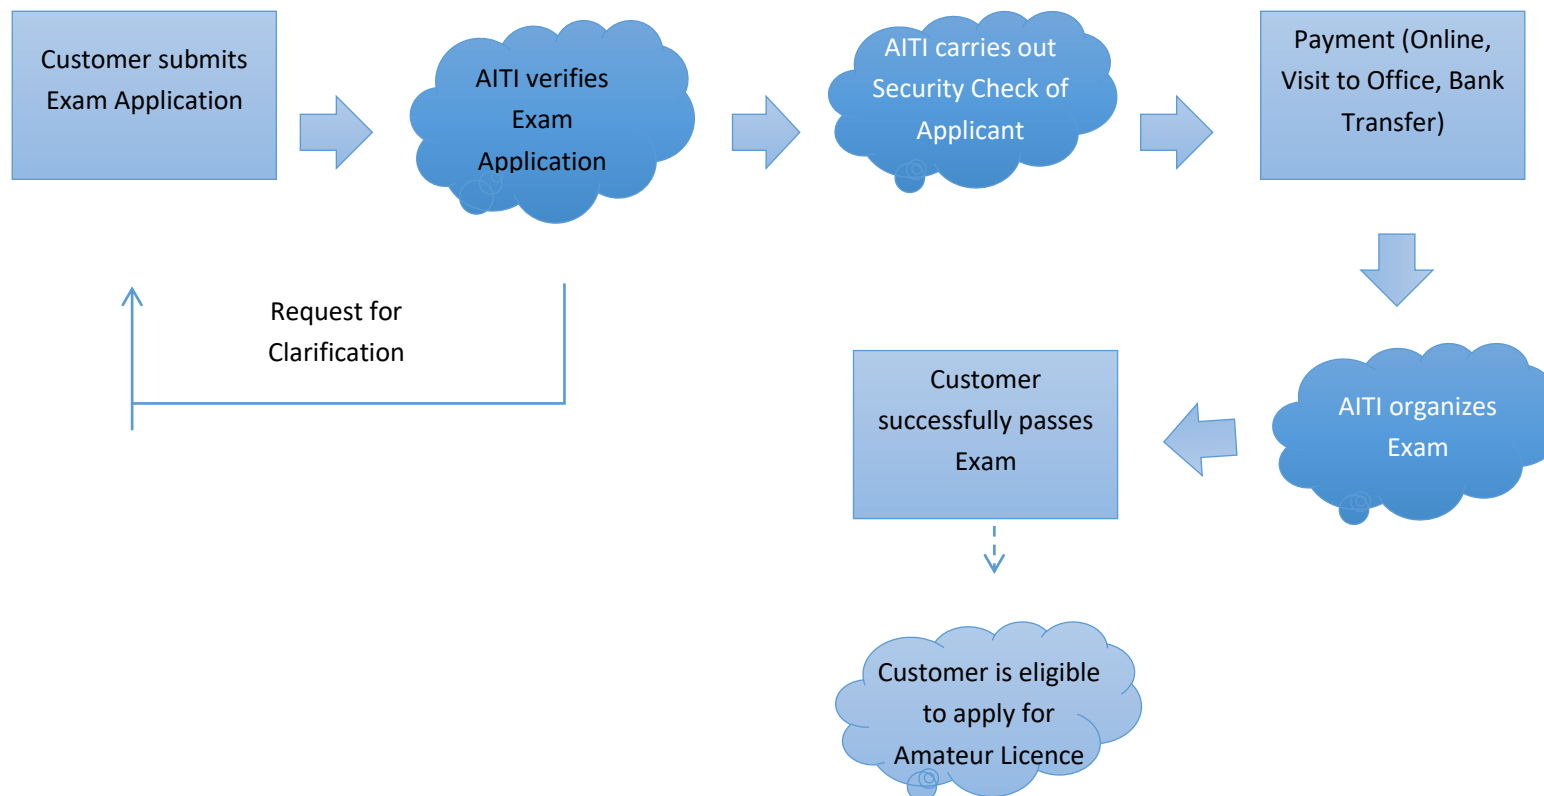 Customer submits
Exam Application
AITI verifies
Exam
Application
AITI carries out
Security Check of
Applicant
Payment (Online,
Visit to Office, Bank
Transfer)
Request for
Clarification
Customer
successfully passes
Exam
AITI organizes
Exam
Customer is eligible
to apply for
Amateur Licence